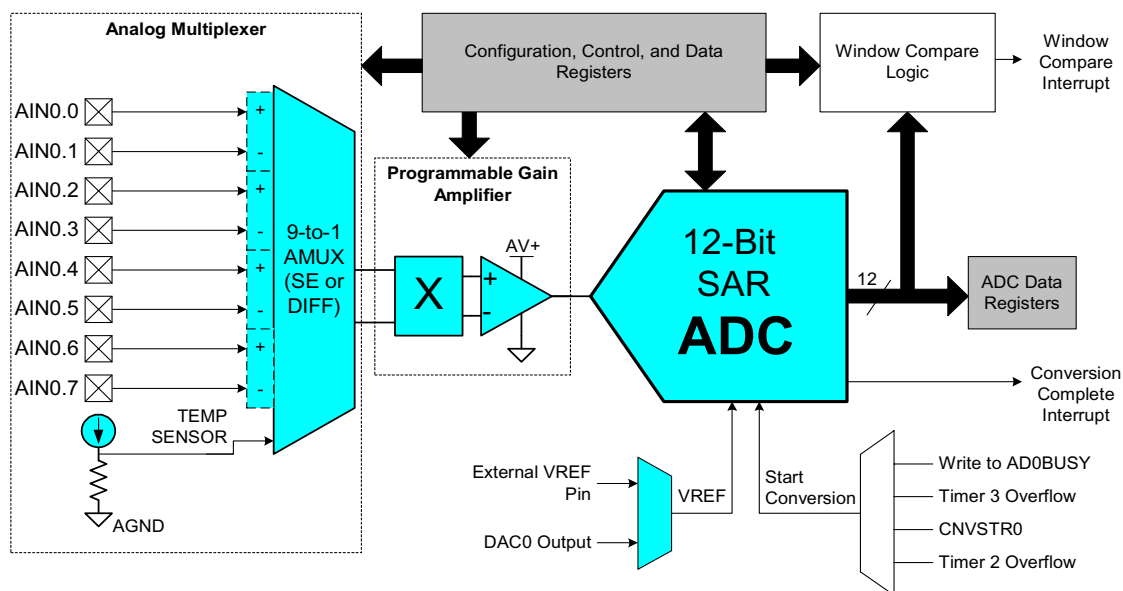 Analog Multiplexer
AIN0.0
AIN0.1
AIN0.2
AIN0.3
AIN0.4
AIN0.5
AIN0.6
AIN0.7
+
-
+
-
+
-
+
-
9-to-1
AMUX
(SE or
DIFF)
TEMP
SENSOR
AGND
Configuration, Control, and Data
Registers
Window Compare
Logic
Window
Compare
Interrupt
Programmable Gain
Amplifier
AV+
X
+
-
12-Bit
SAR
ADC
12
ADC Data
Registers
Conversion
Complete
Interrupt
External VREF
Pin
DAC0 Output
VREF
Start
Conversion
Write to AD0BUSY
Timer 3 Overflow
CNVSTR0
Timer 2 Overflow